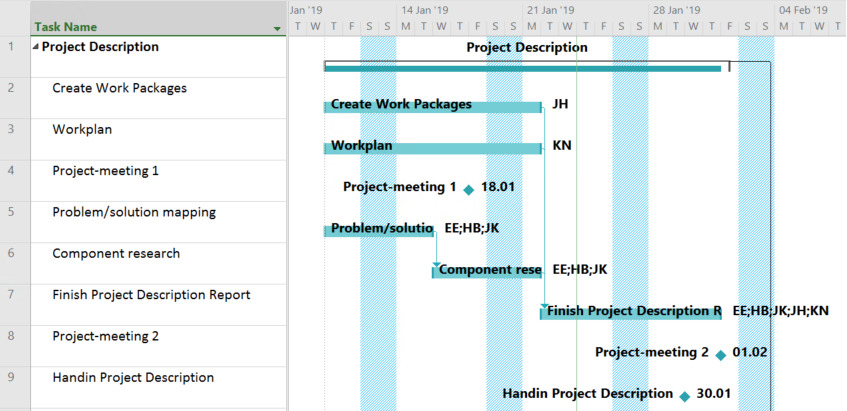 Jan '19 14 Jan '19 21 Jan '19 28 Jan '19 04 Feb '19
Task Name T W T F S S M T W T F S S M T W T F S S M T W T F S S M T W T
1 Project Description Project Description
2 Create Work Packages Create Work Packages JH
3 Workplan Workplan KN
4 Project-meeting 1 Project-meeting 1 18.01
5 Problem/solution mapping Problem/solutio EE;HB;JK
6 Component research Component rese EE;HB;JK
7 Finish Project Description Report Finish Project Description R EE;HB;JK;JH;KN
8 Project-meeting 2 Project-meeting 2 01.02
9 Handin Project Description Handin Project Description 30.01